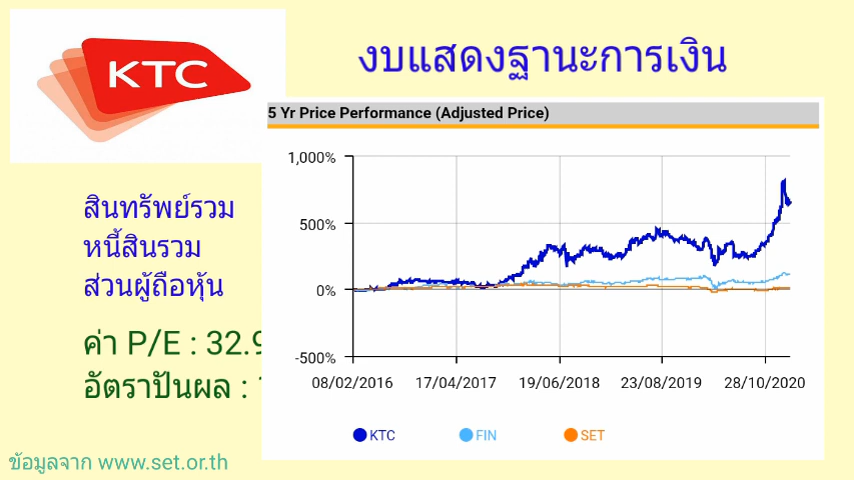 KTC
งบแสดงฐานะการเงิน
5 Yr Price Performance (Adjusted Price)
1,000%
500%
0%
-500%
08/02/2016 17/04/2017 19/06/2018 23/08/2019 28/10/2020
KTC FIN SET
สินทรัพย์รวม
หนี้สินรวม
ส่วนผู้ถือหุ้น
ค่า P/E : 32.9
อัตราปันผล :
ข้อมูลจาก www.set.or.th